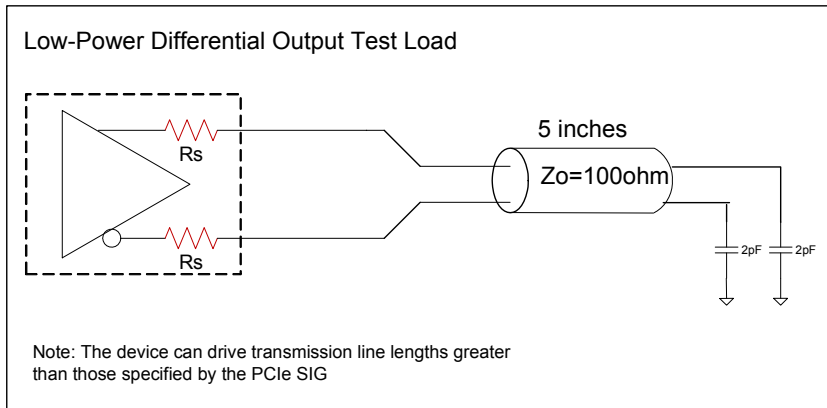 Low-Power Differential Output Test Load
Rs
Rs
5 inches
Zo=100ohm
2pF
2pF
Note: The device can drive transmission line lengths greater
than those specified by the PCIe SIG